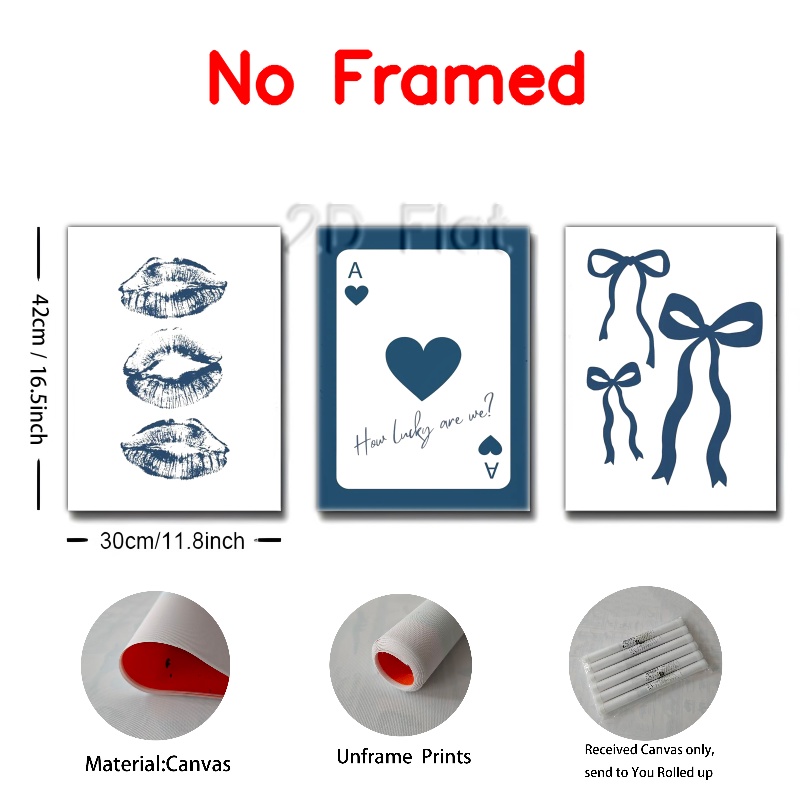 No Framed
2D Flat
42cm / 16.5inch
A
How lucky are we?
A
30cm/11.8inch
Material:Canvas
Unframe Prints
Received Canvas only,
send to You Rolled up